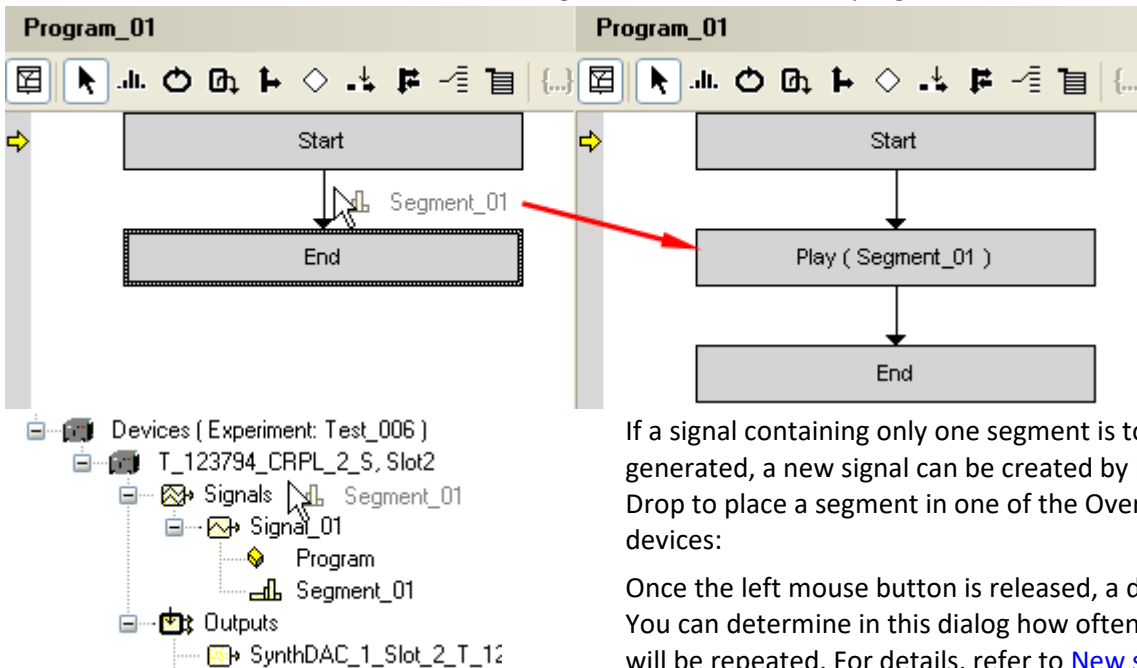 Program_01
Start
Segment_01
End
Program_01
Start
Play ( Segment_01 )
End
Devices ( Experiment: Test_006 )
T_123794_CRPL_2_S, Slot2
Signals Segment_01
Signal_01
Program
Segment_01
Outputs
SynthDAC_1_Slot_2_T_12
If a signal containing only one segment is
generated, a new signal can be created by
Drop to place a segment in one of the
devices:
Once the left mouse button is released, a
You can determine in this dialog how often
will be repeated. For details, refer to New